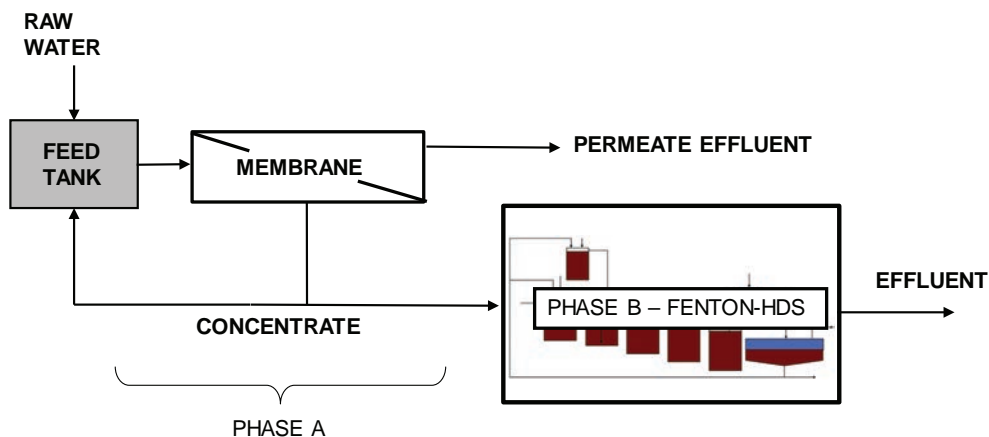 RAW
WATER
FEED
TANK
MEMBRANE
PERMEATE EFFLUENT
PHASE B – FENTON-HDS
EFFLUENT
CONCENTRATE
PHASE A